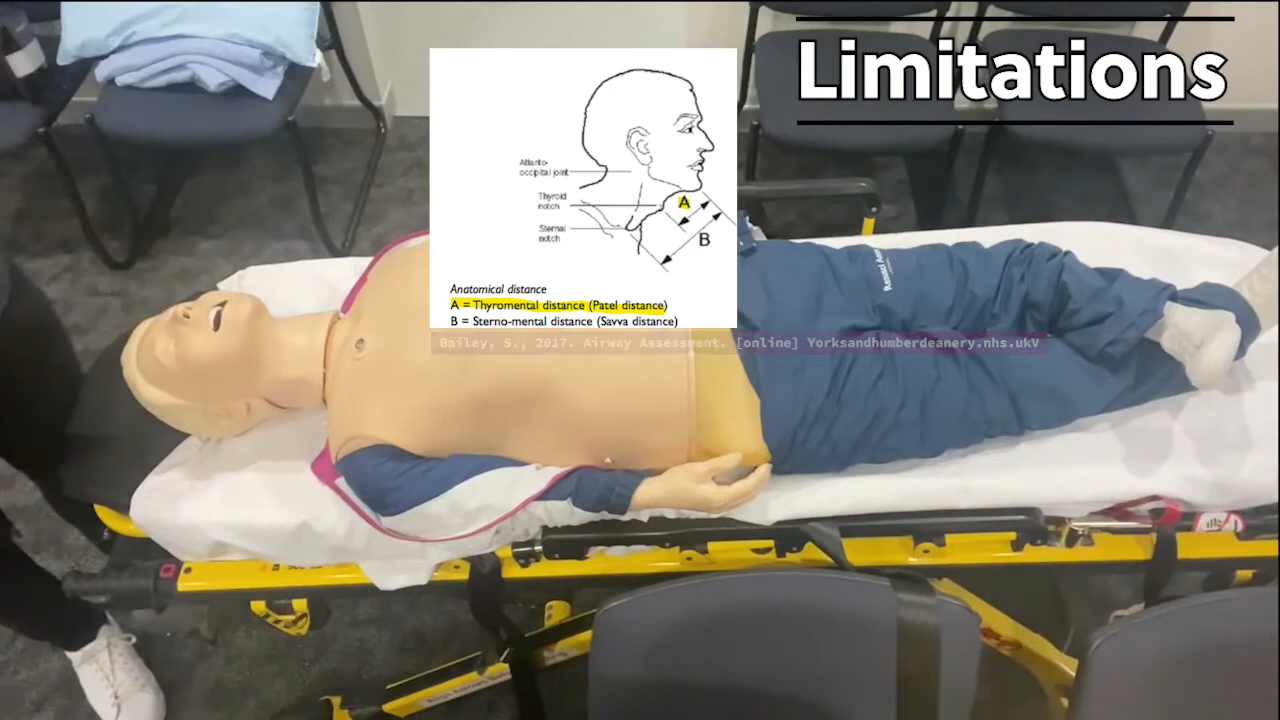 Limitations
Atlanto-
occipital joint
Thyroid
notch
Sternal
notch
A
B
Anatomical distance
A = Thyromental distance (Patel distance)
B = Sterno-mental distance (Savva distance)
Bailey, S., 2017. Airway Assessment. [online] Yorksandhumberdeanery.nhs.ukV